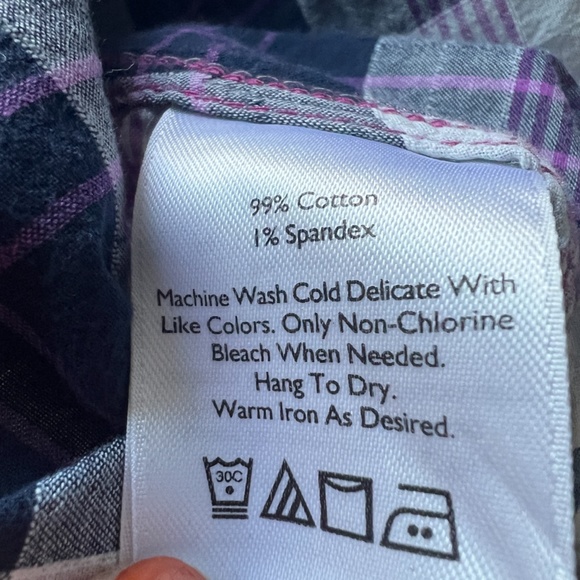 99% Cotton
1% Spandex
Machine Wash Cold Delicate With
Like Colors. Only Non-Chlorine
Bleach When Needed.
Hang To Dry.
Warm Iron As Desired.
30C